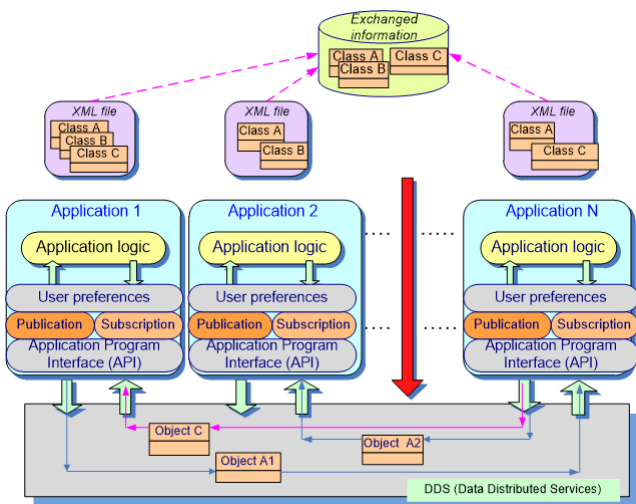 Exchanged
information
Class A
Class B
Class C
XML file
Class A
Class B
Class C
XML file
Class A
Class B
XML file
Class A
Class C
Application 1
Application logic
User preferences
Publication
Subscription
Application Program
Interface (API)
Application 2
Application logic
User preferences
Publication
Subscription
Application Program
Interface (API)
Application N
Application logic
User preferences
Publication
Subscription
Application Program
Interface (API)
Object C
Object A2
Object A1
DDS (Data Distributed Services)